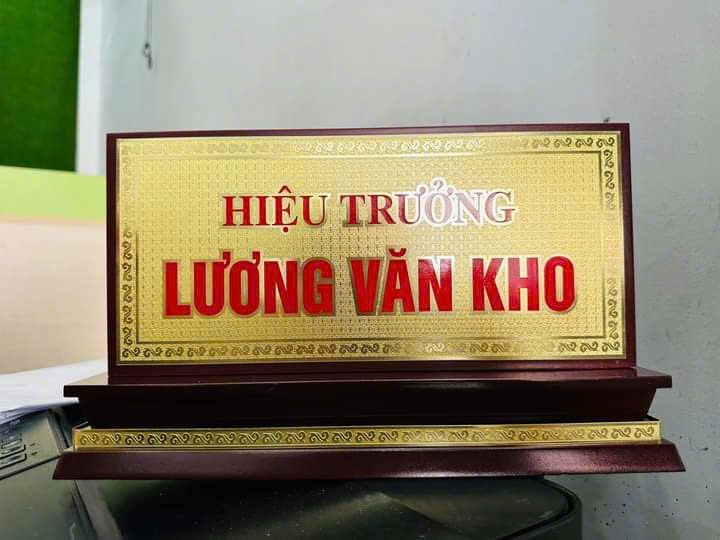 HIỆU TRƯỞNG
LƯƠNG VĂN KHO